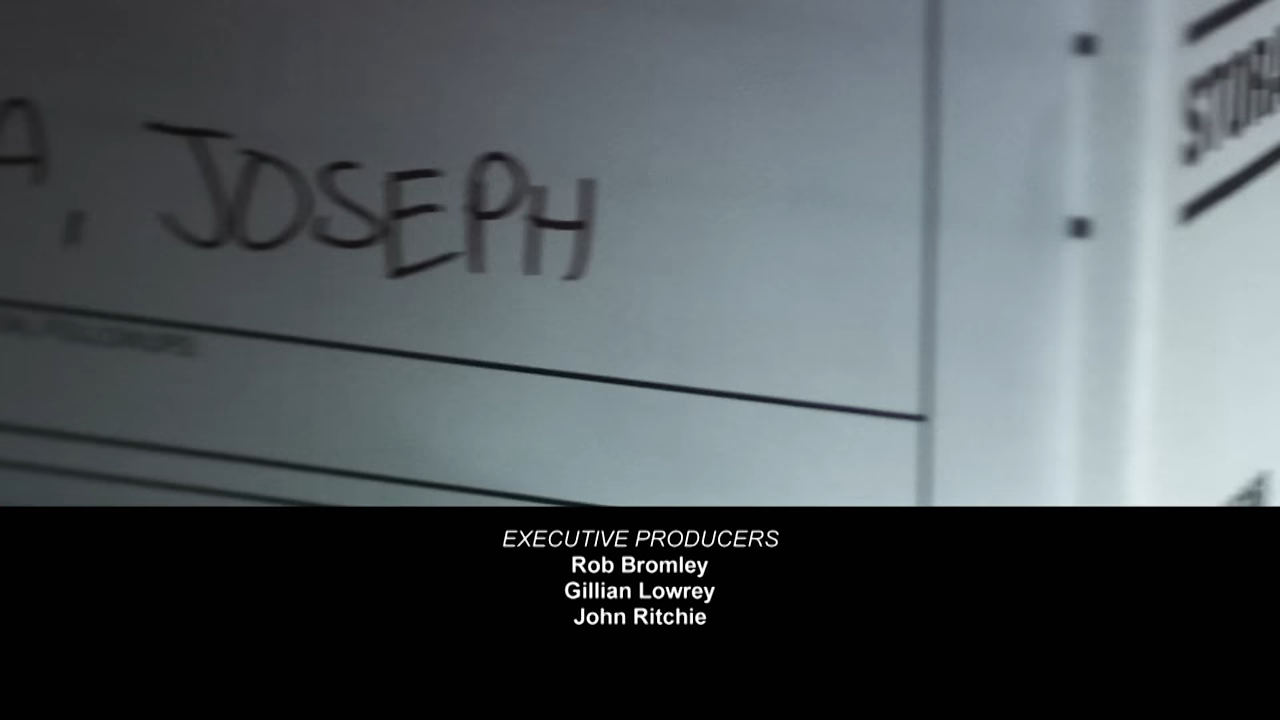 A, JOSEPH
EXECUTIVE PRODUCERS
Rob Bromley
Gillian Lowrey
John Ritchie